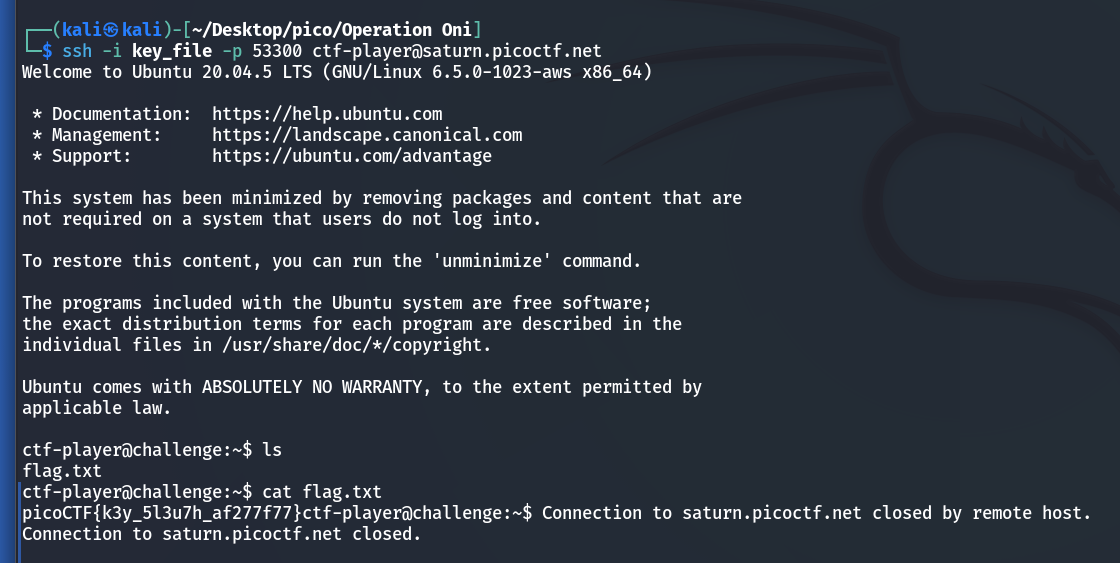 ┌──(kali㉿kali)-[~/Desktop/pico/Operation Oni]
└─$ ssh -i key_file -p 53300 ctf-player@saturn.picoctf.net
Welcome to Ubuntu 20.04.5 LTS (GNU/Linux 6.5.0-1023-aws x86_64)
* Documentation: https://help.ubuntu.com
* Management: https://landscape.canonical.com
* Support: https://ubuntu.com/advantage
This system has been minimized by removing packages and content that are
not required on a system that users do not log into.
To restore this content, you can run the 'unminimize' command.
The programs included with the Ubuntu system are free software;
the exact distribution terms for each program are described in the
individual files in /usr/share/doc/*/copyright.
Ubuntu comes with ABSOLUTELY NO WARRANTY, to the extent permitted by
applicable law.
ctf-player@challenge:~$ ls
flag.txt
ctf-player@challenge:~$ cat flag.txt
picoCTF{k3y_5l3u7h_af277f77}ctf-player@challenge:~$ Connection to saturn.picoctf.net closed by remote host.
Connection to saturn.picoctf.net closed.